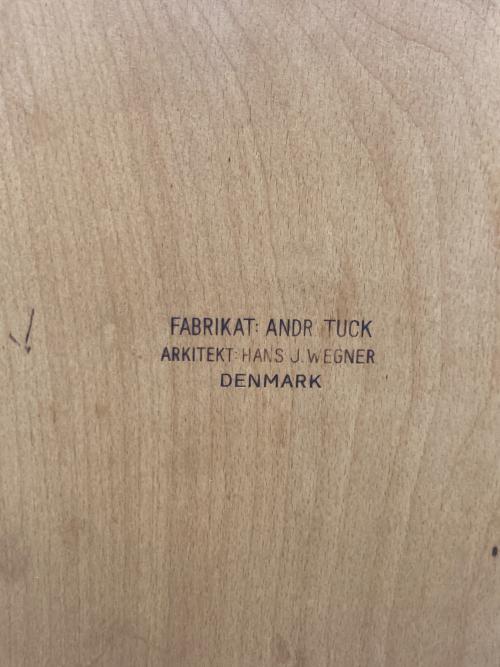 FABRIKAT: ANDR TUCK
ARKITEKT: HANS J. WEGNER
DENMARK